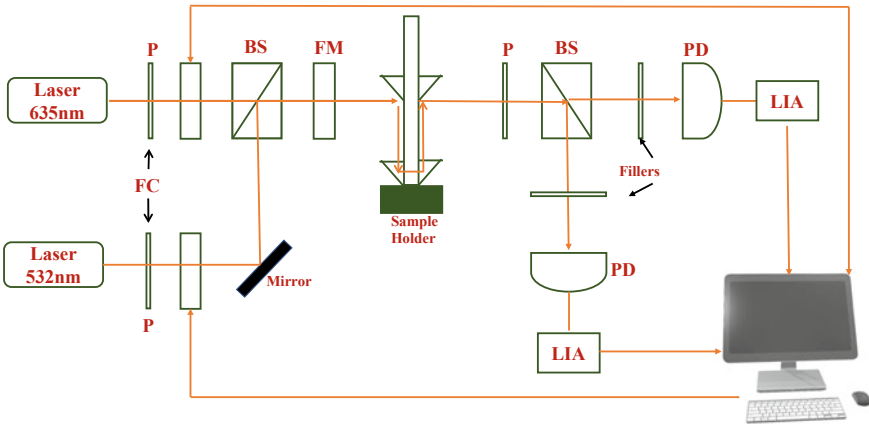 P
BS
FM
P
BS
PD
Laser
635nm
LIA
FC
Fillers
Sample
Holder
Laser
532nm
Mirror
PD
P
LIA